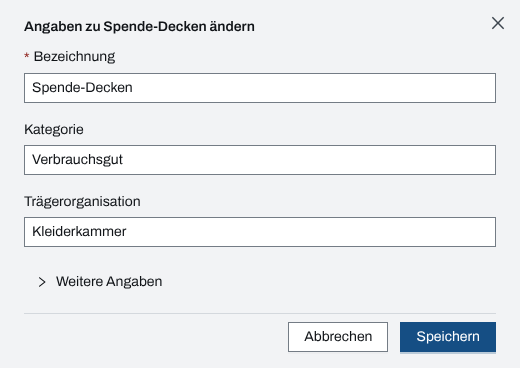 Angaben zu Spende-Decken ändern
* Bezeichnung
Spende-Decken
Kategorie
Verbrauchsgut
Trägerorganisation
Kleiderkammer
Weitere Angaben
Abbrechen Speichern